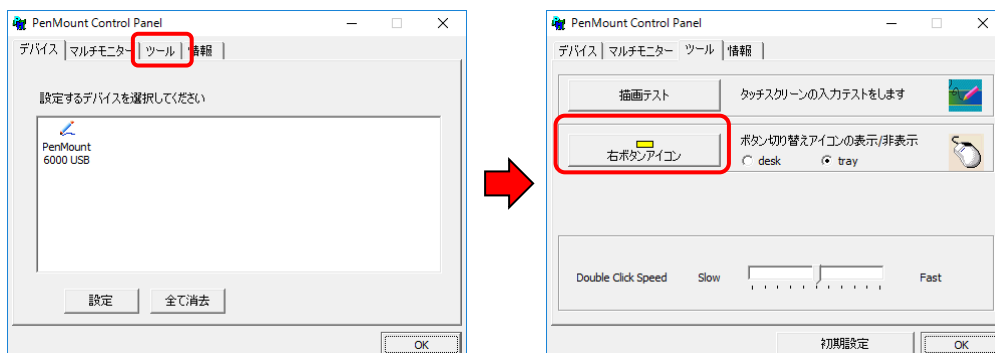 PenMount Control Panel
デバイス マルチモニター ツール 情報
設定するデバイスを選択してください
PenMount
6000 USB
設定 全て消去
OK
PenMount Control Panel
デバイス マルチモニター ツール 情報
描画テスト タッチスクリーンの入力テストをします
右ボタンアイコン ボタン切り替えアイコンの表示/非表示
desk tray
Double Click Speed Slow Fast
初期設定 OK